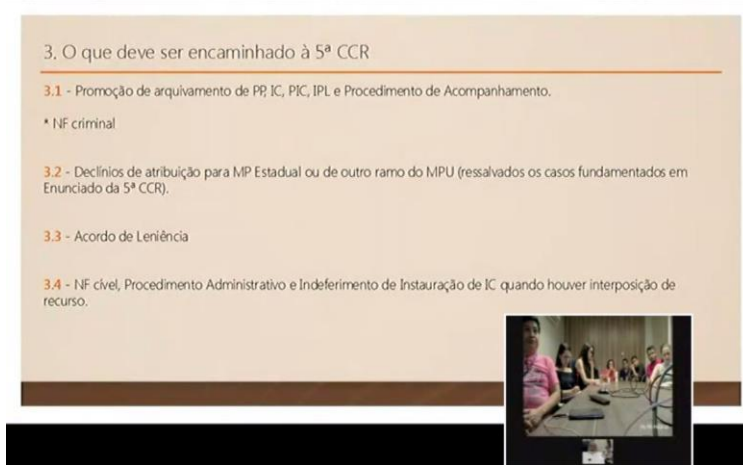 3. O que deve ser encaminhado à 5ª CCR
3.1 - Promoção de arquivamento de PP, IC, PIC, IPL e Procedimento de Acompanhamento.
* NF criminal
3.2 - Declínios de atribuição para MP Estadual ou de outro ramo do MPU (ressalvados os casos fundamentados em
Enunciado da 5ª CCR).
3.3 - Acordo de Leniência
3.4 - NF cível, Procedimento Administrativo e Indeferimento de Instauração de IC quando houver interposição de
recurso.